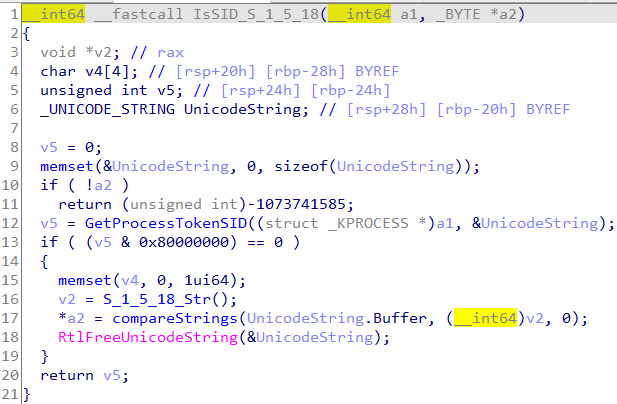 1 __int64 __fastcall IsSID_S_1_5_18(__int64 a1, _BYTE *a2)
2 {
3 void *v2; // rax
4 char v4[4]; // [rsp+20h] [rbp-28h] BYREF
5 unsigned int v5; // [rsp+24h] [rbp-24h]
6 _UNICODE_STRING UnicodeString; // [rsp+28h] [rbp-20h] BYREF
7
8 v5 = 0;
9 memset(&UnicodeString, 0, sizeof(UnicodeString));
10 if ( !a2 )
11 return (unsigned int)-1073741585;
12 v5 = GetProcessTokenSID((struct _KPROCESS *)a1, &UnicodeString);
13 if ( (v5 & 0x80000000) == 0 )
14 {
15 memset(v4, 0, 1ui64);
16 v2 = S_1_5_18_Str();
17 *a2 = compareStrings(UnicodeString.Buffer, (__int64)v2, 0);
18 RtlFreeUnicodeString(&UnicodeString);
19 }
20 return v5;
21 }